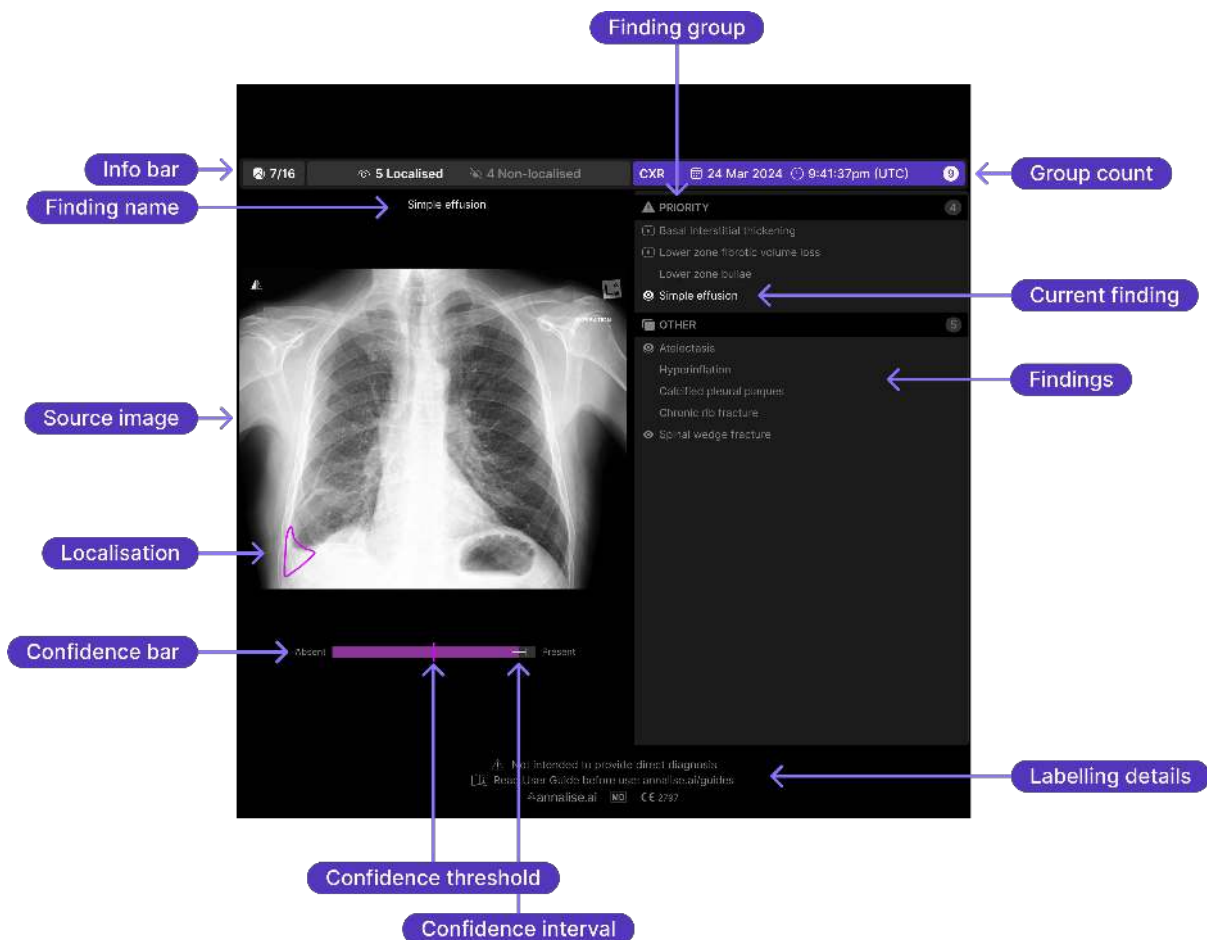 Finding group
Info bar
7/16
5 Localised
4 Non-localised
CXR
24 Mar 2024
9:41:37pm (UTC)
9
Group count
Finding name
Simple effusion
PRIORITY
4
Basal interstitial thickening
Lower zone fibrotic volume loss
Lower zone bullae
Simple effusion
Current finding
OTHER
5
Atelectasis
Hyperinflation
Findings
Calcified pleural plaques
Chronic rib fracture
Source image
Spinal wedge fracture
Localisation
Confidence bar
Absent
Present
Not intended to provide direct diagnosis
Read User Guide before use: annalise.ai/guides
Labelling details
annalise.ai MD CE 2797
Confidence threshold
Confidence interval